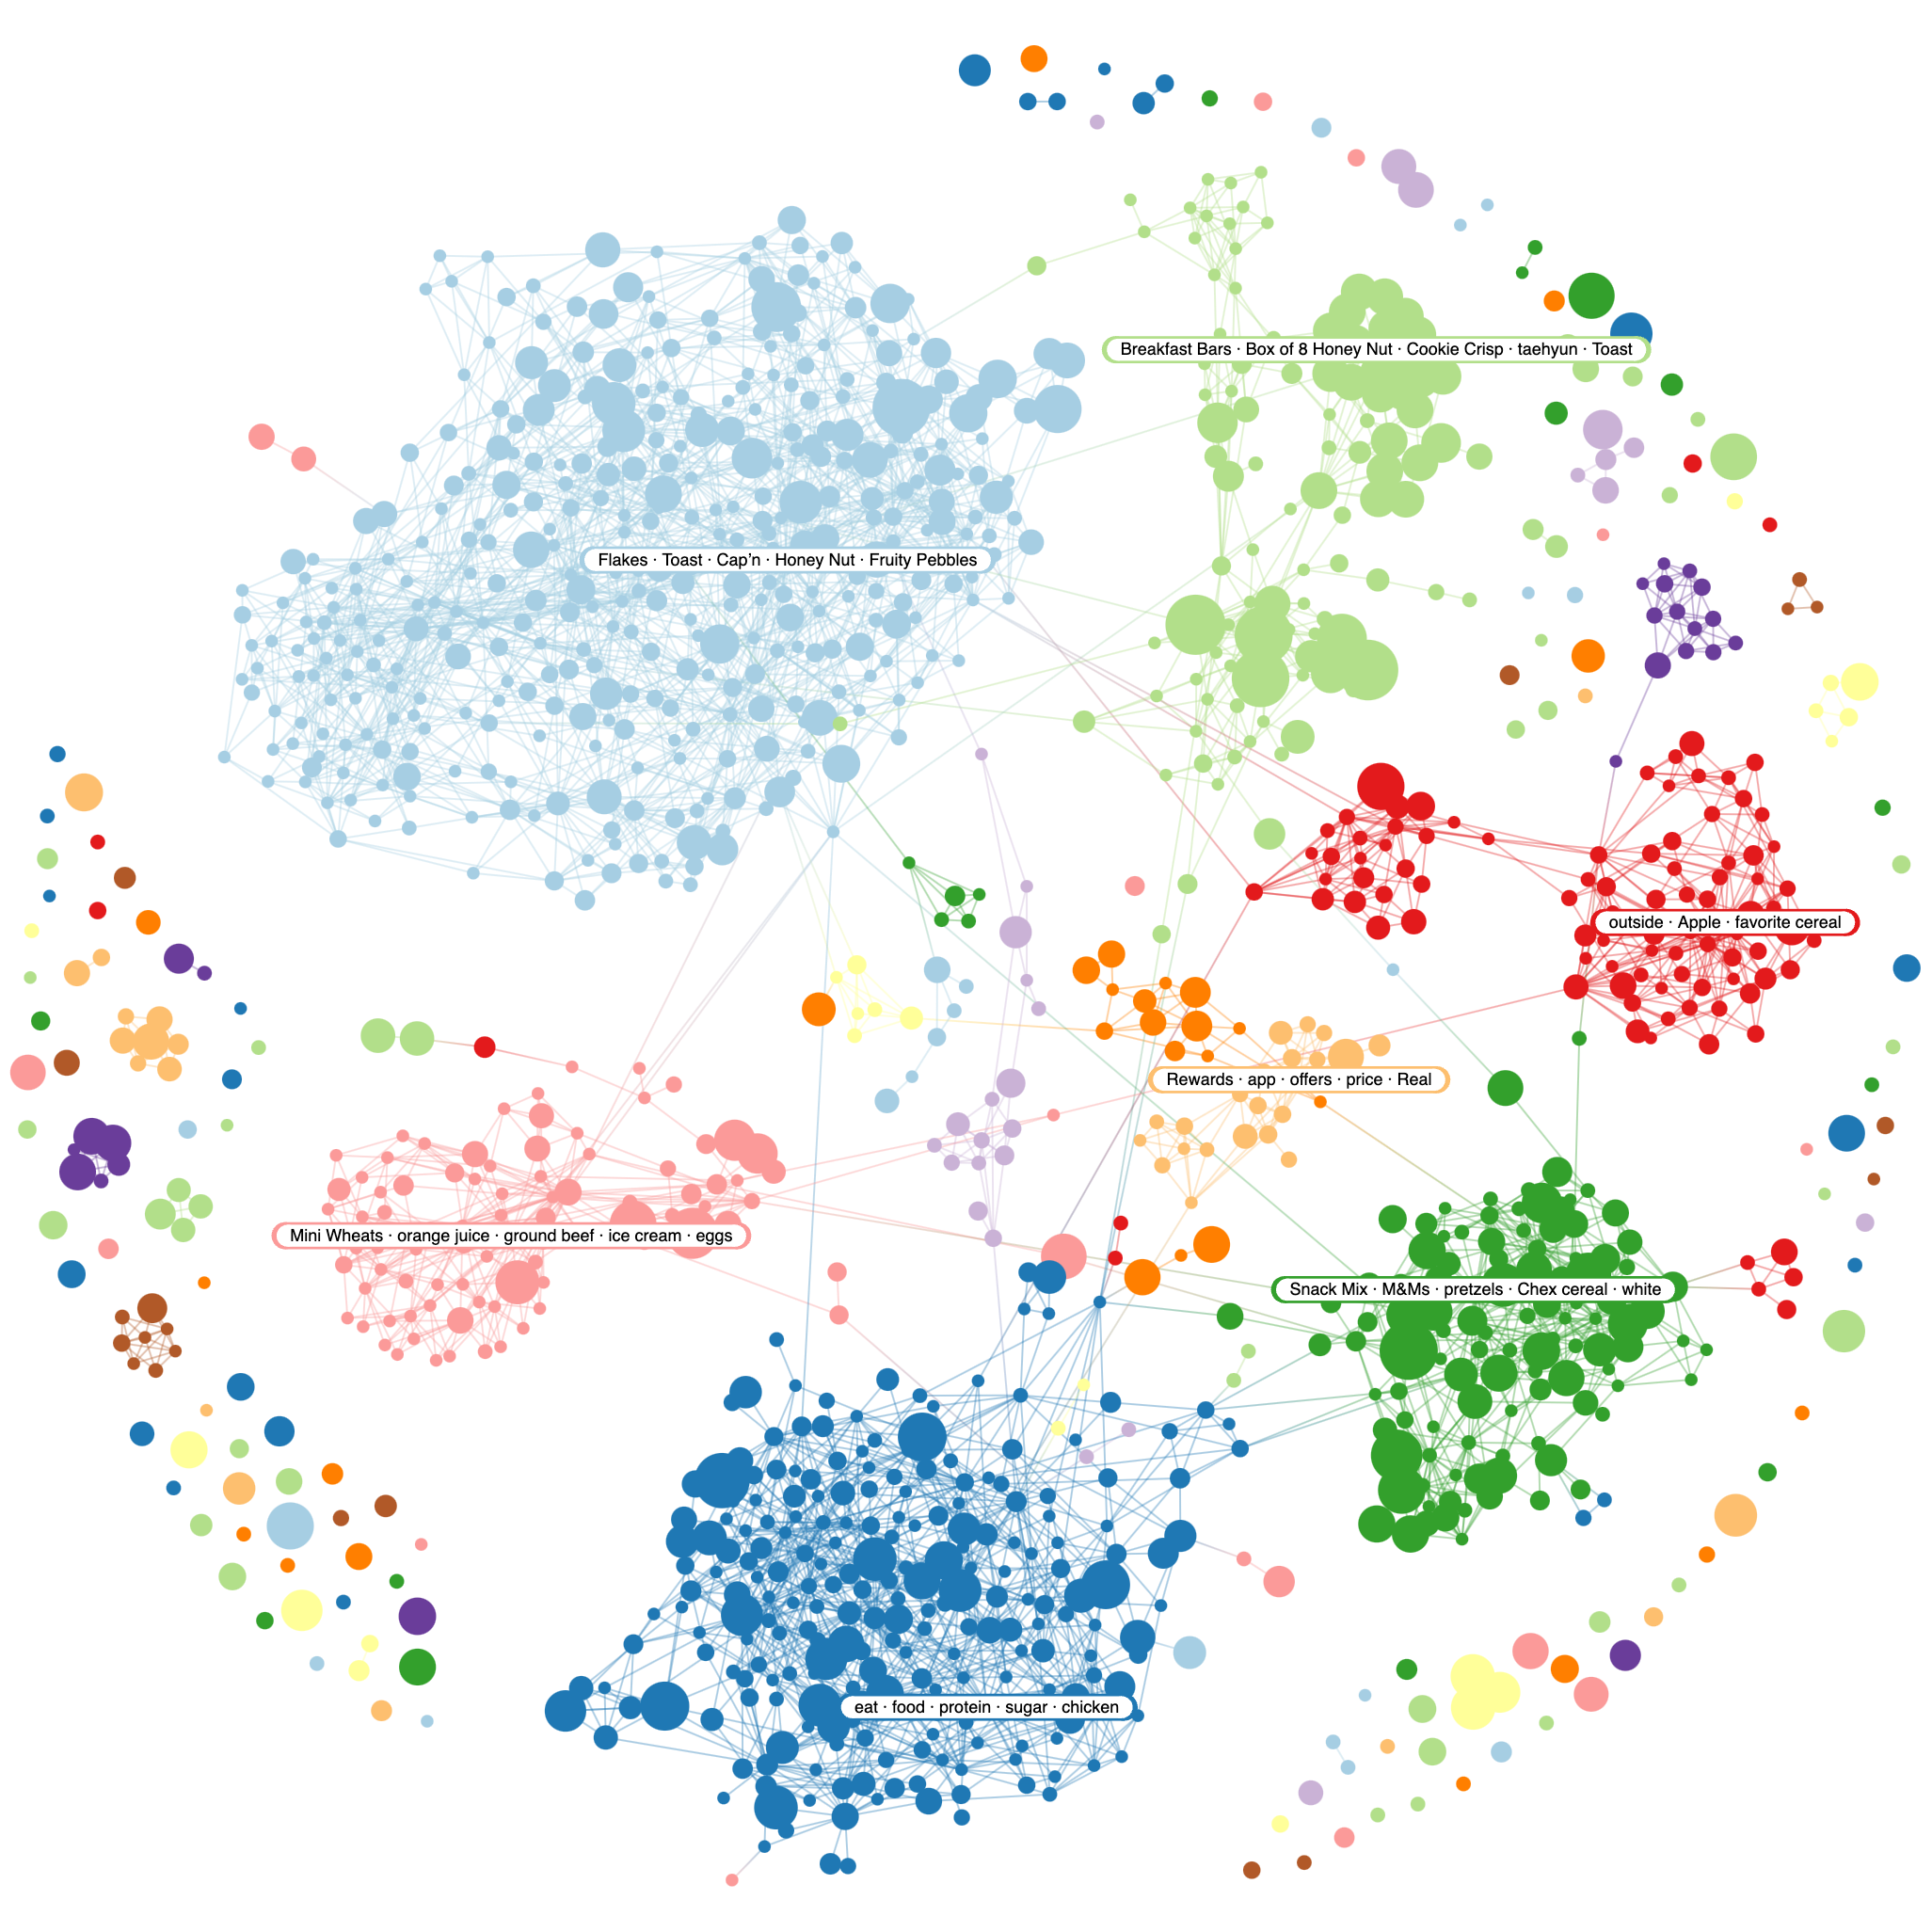 Breakfast Bars · Box of 8 Honey Nut · Cookie Crisp · taehyun · Toast
Flakes · Toast · Cap’n · Honey Nut · Fruity Pebbles
outside · Apple · favorite cereal
Rewards · app · offers · price · Real
Mini Wheats · orange juice · ground beef · ice cream · eggs
Snack Mix · M&Ms · pretzels · Chex cereal · white
eat · food · protein · sugar · chicken